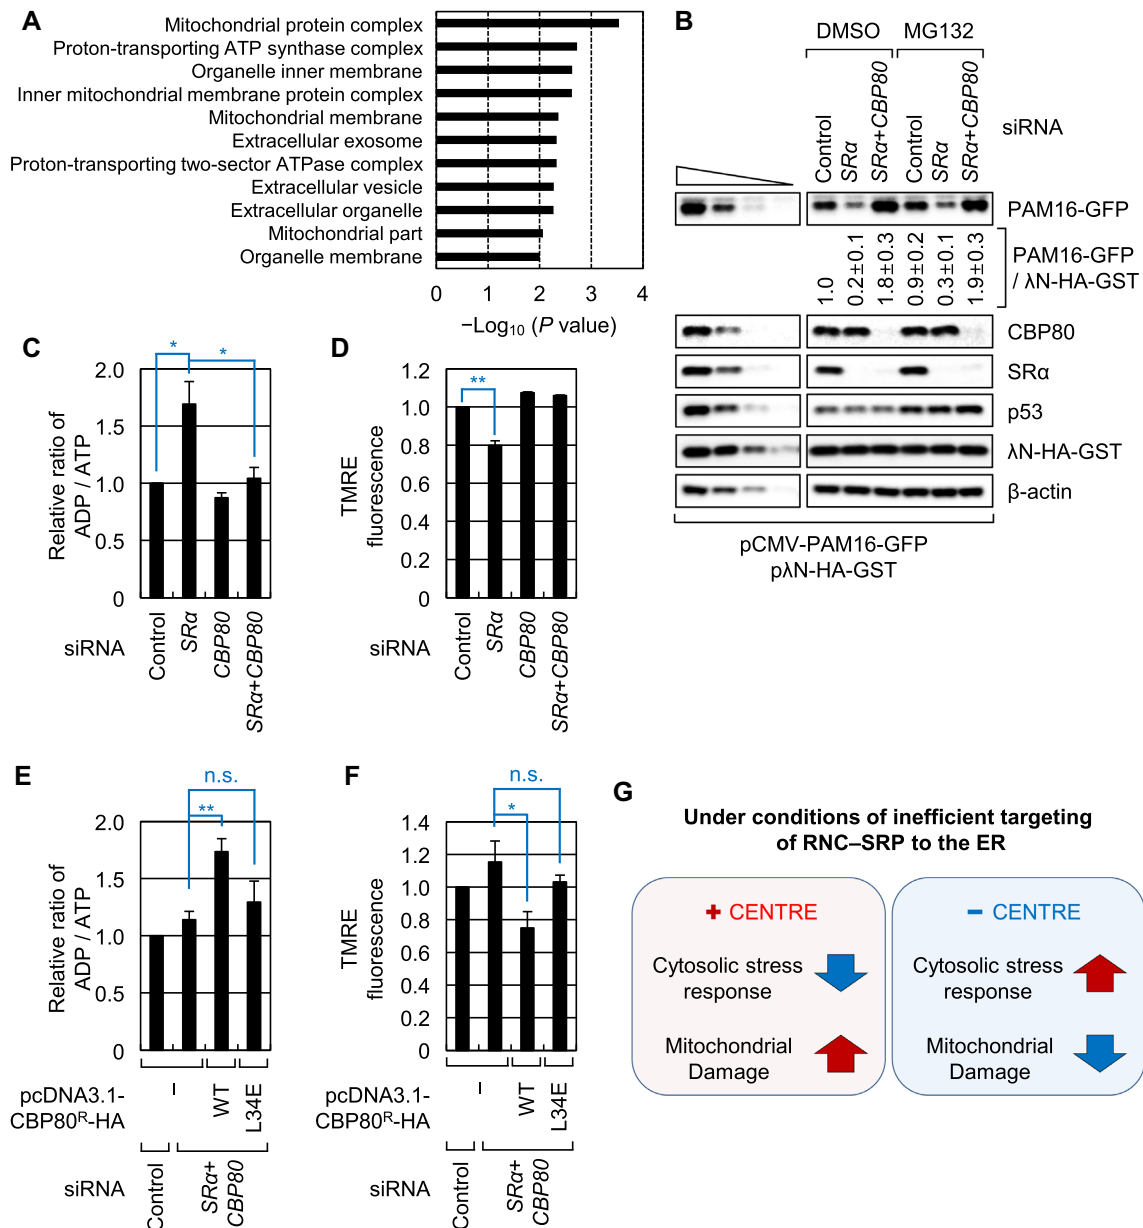 A
Mitochondrial protein complex
Proton-transporting ATP synthase complex
Organelle inner membrane
Inner mitochondrial membrane protein complex
Mitochondrial membrane
Extracellular exosome
Proton-transporting two-sector ATPase complex
Extracellular vesicle
Extracellular organelle
Mitochondrial part
Organelle membrane
0 1 2 3 4
−Log10 (P value)
B
DMSO MG132
Control SRα SRα+CBP80 Control SRα SRα+CBP80
siRNA
PAM16-GFP
1.0 0.2±0.1 1.8±0.3 0.9±0.2 0.3±0.1 1.9±0.3
PAM16-GFP
/ λN-HA-GST
CBP80
SRα
p53
λN-HA-GST
β-actin
pCMV-PAM16-GFP
pλN-HA-GST
C
* *
2.0
1.5
1.0
0.5
0
Relative ratio of
ADP / ATP
siRNA
Control SRα CBP80 SRα+CBP80
D
**
1.2
1.0
0.8
0.6
0.4
0.2
0
TMRE
fluorescence
siRNA
Control SRα CBP80 SRα+CBP80
E
n.s.
**
2.0
1.5
1.0
0.5
0
Relative ratio of
ADP / ATP
pcDNA3.1-
CBP80R-HA
– WT L34E
siRNA
Control
SRα+
CBP80
F
n.s.
*
1.4
1.2
1.0
0.8
0.6
0.4
0.2
0
TMRE
fluorescence
pcDNA3.1-
CBP80R-HA
– WT L34E
siRNA
Control
SRα+
CBP80
G
Under conditions of inefficient targeting
of RNC–SRP to the ER
+ CENTRE
Cytosolic stress
response
Mitochondrial
Damage
− CENTRE
Cytosolic stress
response
Mitochondrial
Damage